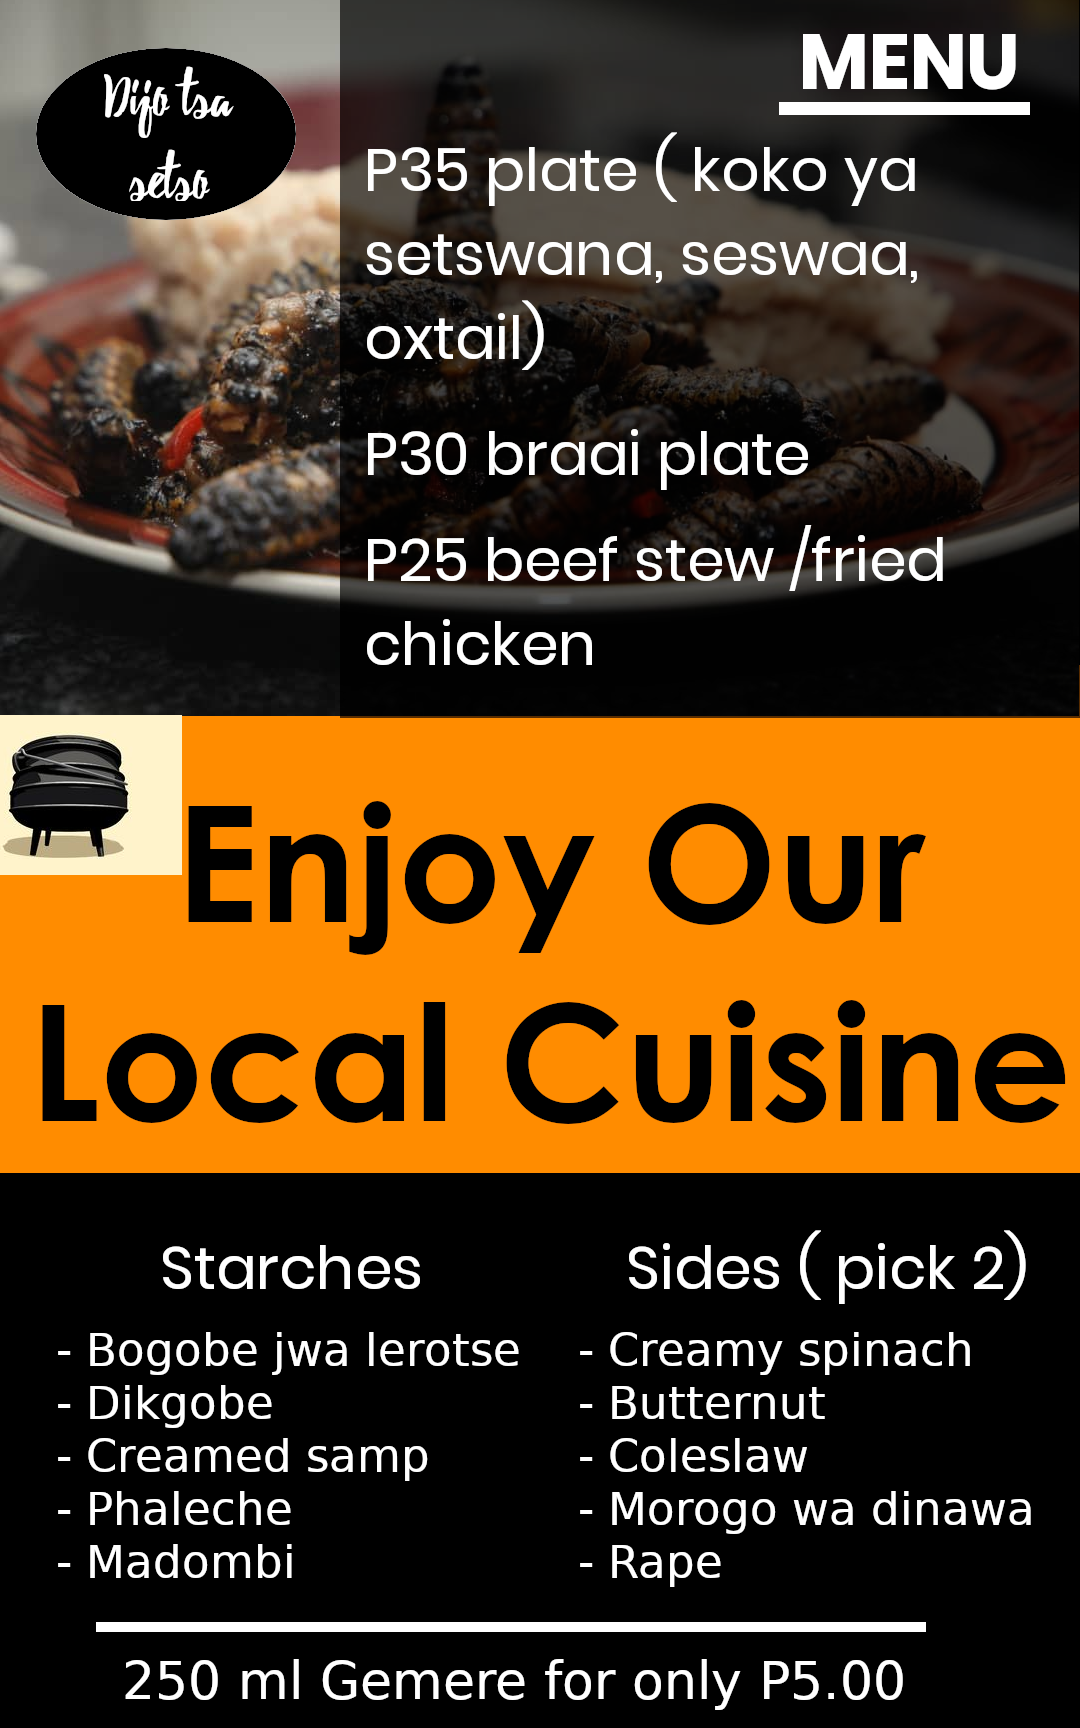 Dijo tsa
setso
MENU
P35 plate ( koko ya
setswana, seswaa,
oxtail)
P30 braai plate
P25 beef stew /fried
chicken
Enjoy Our
Local Cuisine
Starches
- Bogobe jwa lerotse
- Dikgobe
- Creamed samp
- Phaleche
- Madombi
Sides ( pick 2)
- Creamy spinach
- Butternut
- Coleslaw
- Morogo wa dinawa
- Rape
250 ml Gemere for only P5.00